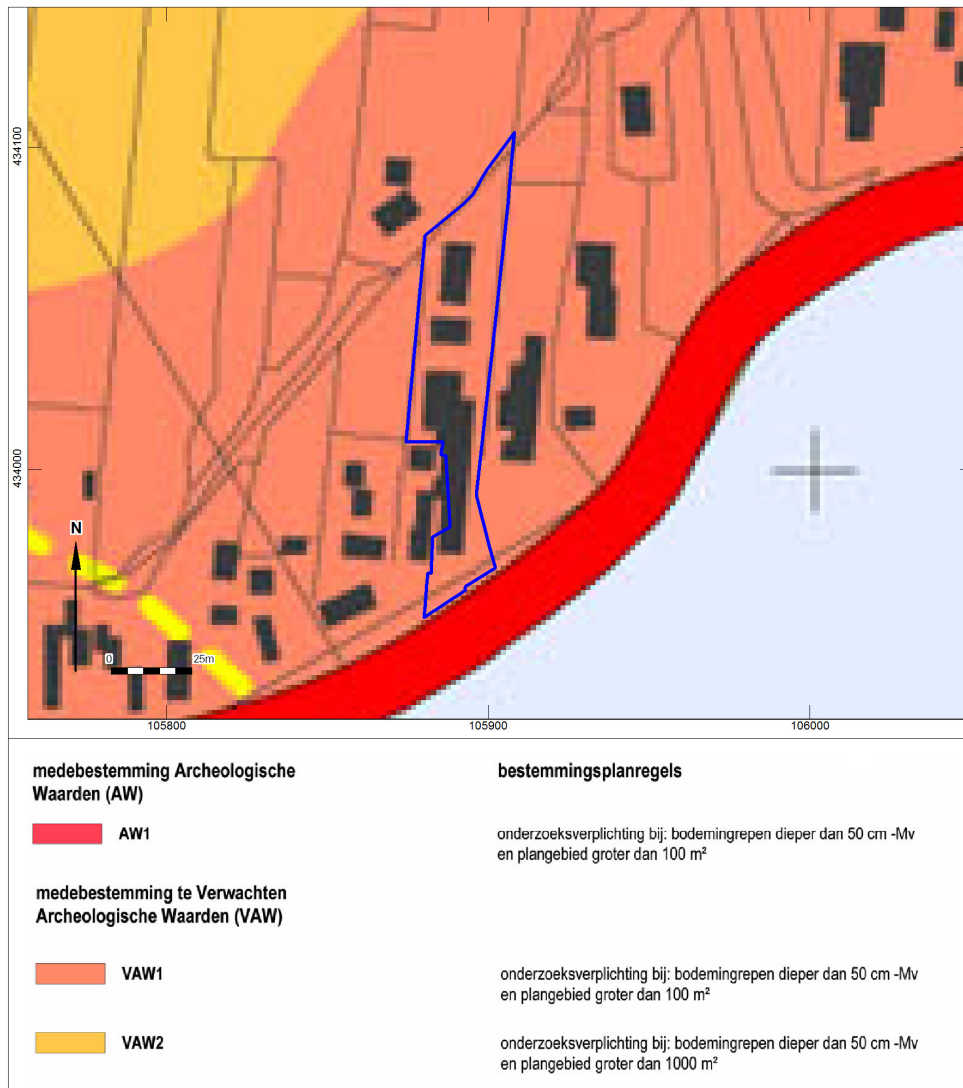 434100
434000
N
0 25m
105800 105900 106000
medebestemming Archeologische
Waarden (AW)
bestemmingsplanregels
AW1
onderzoeksverplichting bij: bodemingrepen dieper dan 50 cm -Mv
en plangebied groter dan 100 m²
medebestemming te Verwachten
Archeologische Waarden (VAW)
VAW1
onderzoeksverplichting bij: bodemingrepen dieper dan 50 cm -Mv
en plangebied groter dan 100 m²
VAW2
onderzoeksverplichting bij: bodemingrepen dieper dan 50 cm -Mv
en plangebied groter dan 1000 m²